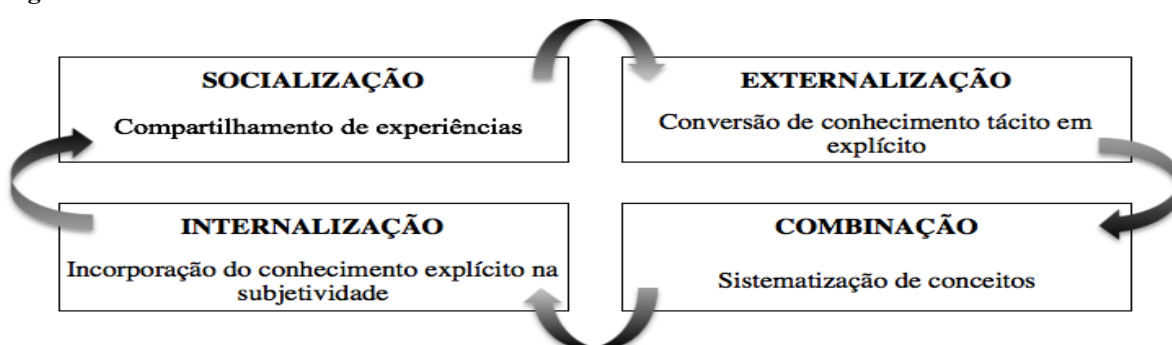 SOCIALIZAÇÃO
Compartilhamento de experiências
EXTERNALIZAÇÃO
Conversão de conhecimento tácito em
explícito
INTERNALIZAÇÃO
Incorporação do conhecimento explícito na
subjetividade
COMBINAÇÃO
Sistematização de conceitos